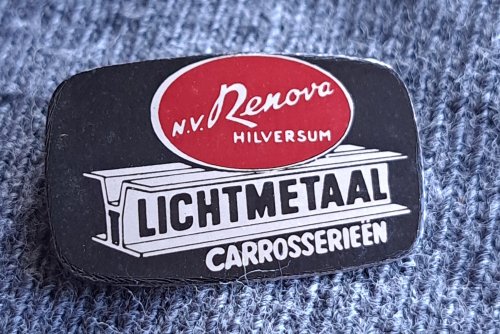 N.V. Renova
HILVERSUM
LICHTMETAAL
CARROSSERIEËN